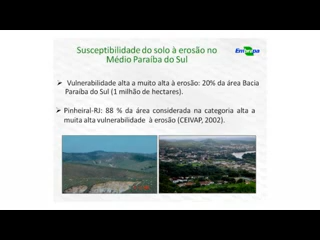 Susceptibilidade do solo à erosão no
Médio Paraíba do Sul
Embrapa
➢ Vulnerabilidade alta a muito alta à erosão: 20% da área Bacia
Paraíba do Sul (1 milhão de hectares).
➢ Pinheiral-RJ: 88 % da área considerada na categoria alta a
muita alta vulnerabilidade à erosão (CEIVAP, 2002).